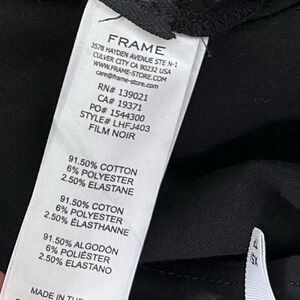 FRAME
3578 HAYDEN AVENUE STE N-1
CULVER CITY CA 90232 USA
WWW.FRAME-STORE.COM
care@frame-store.com
RN# 139021
CA# 19371
PO# 1544300
STYLE# LHFJ403
FILM NOIR
91.50% COTTON
6% POLYESTER
2.50% ELASTANE
91.50% COTON
6% POLYESTER
2.50% ÉLASTHANNE
91.50% ALGODÓN
6% POLIÉSTER
2.50% ELASTANO
MADE IN THE